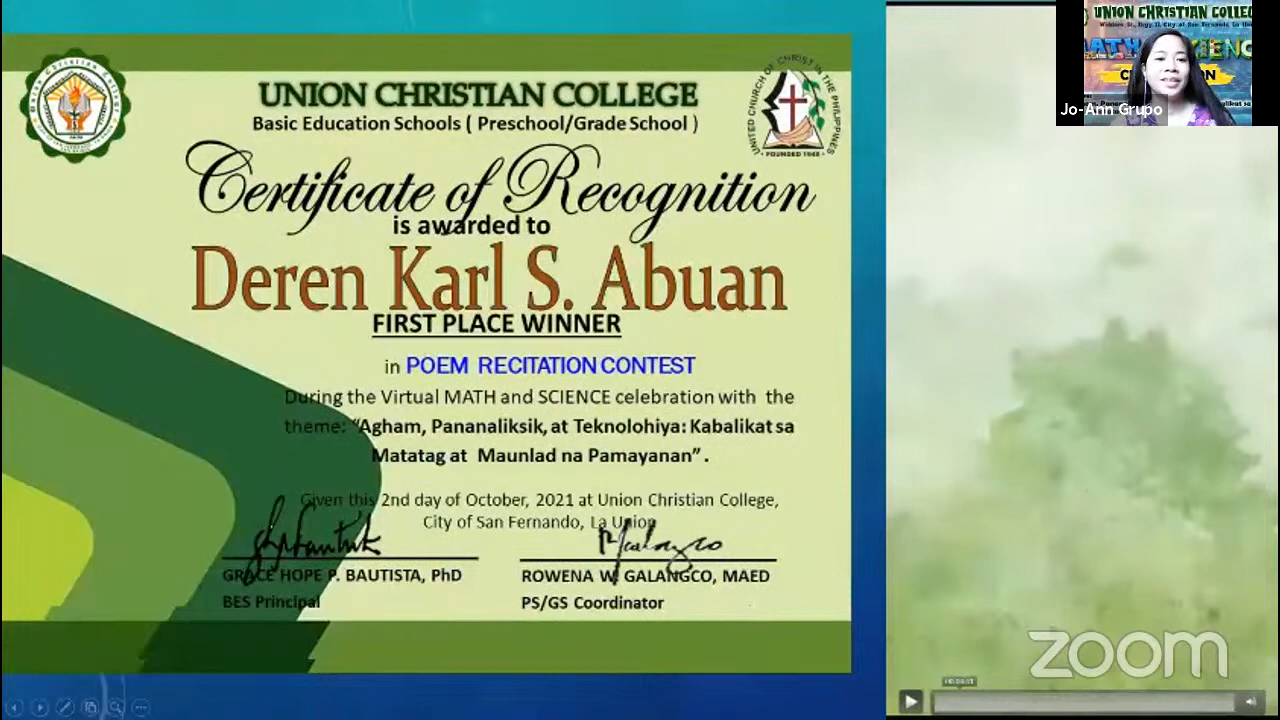 UNION CHRISTIAN COLLEGE
Basic Education Schools ( Preschool/Grade School )
Certificate of Recognition
is awarded to
Deren Karl S. Abuan
FIRST PLACE WINNER
in POEM RECITATION CONTEST
During the Virtual MATH and SCIENCE celebration with the
theme: “Agham, Pananaliksik, at Teknolohiya: Kabalikat sa
Matatag at Maunlad na Pamayanan”.
Given this 2nd day of October, 2021 at Union Christian College,
City of San Fernando, La Union
GRACE HOPE P. BAUTISTA, PhD
BES Principal
ROWENA W. GALANGCO, MAED
PS/GS Coordinator
UNITED CHURCH OF CHRIST IN THE PHILIPPINES
• FOUNDED 1948 •
UNION CHRISTIAN COLLEG
Jo-Ann Grupo
zoom